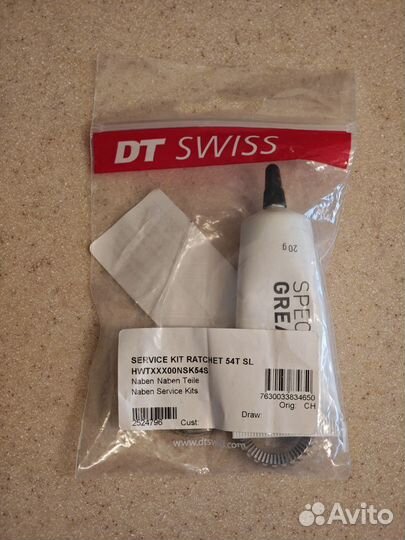 DT SWISS
20g
SPEC
GREA
SERVICE KIT RATCHET 54T SL
HWTXXX00NSK54S
Naben Naben Teile
Naben Service Kits
7630033834650
Orig: CH
Draw:
2524796 Cust:
www.dtswiss.com
Avito